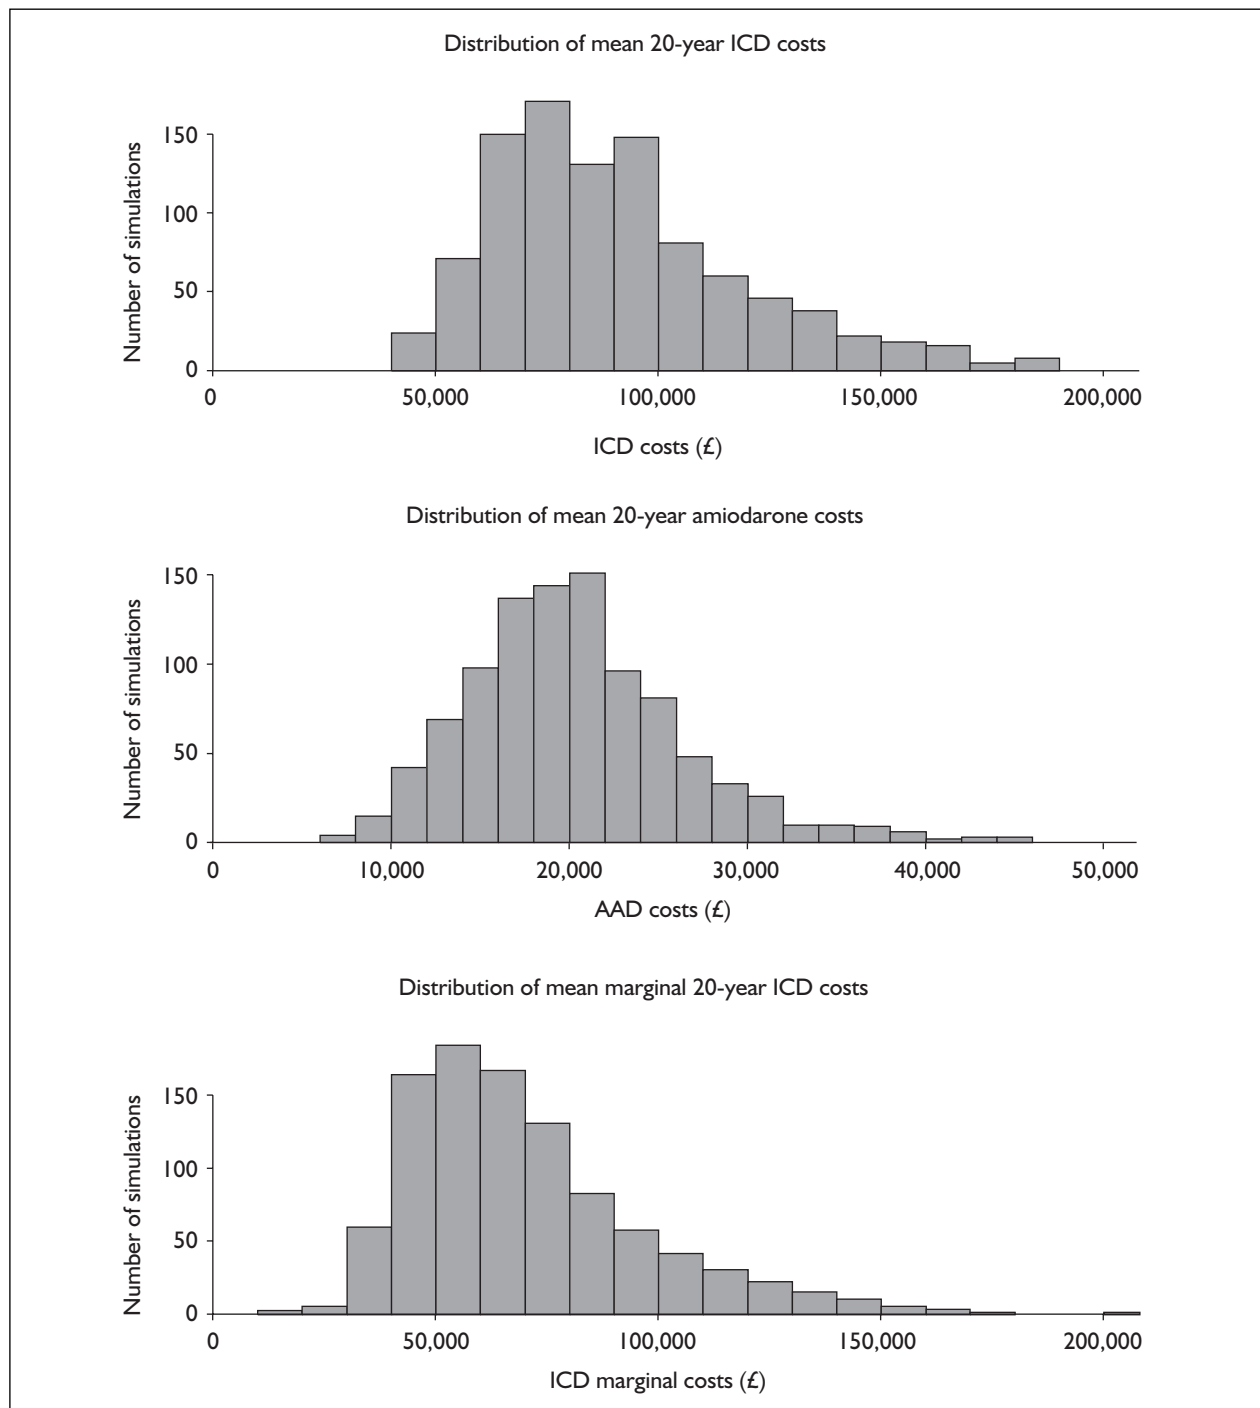 Distribution of mean 20-year ICD costs
Number of simulations
150
100
50
0
0 50,000 100,000 150,000 200,000
ICD costs (£)
Distribution of mean 20-year amiodarone costs
Number of simulations
150
100
50
0
0 10,000 20,000 30,000 40,000 50,000
AAD costs (£)
Distribution of mean marginal 20-year ICD costs
Number of simulations
150
100
50
0
0 50,000 100,000 150,000 200,000
ICD marginal costs (£)